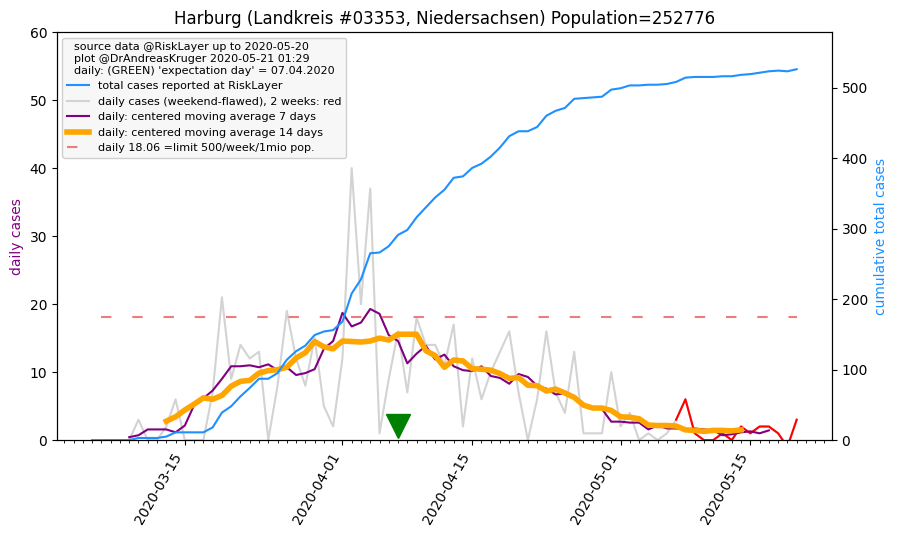 Harburg (Landkreis #03353, Niedersachsen) Population=252776
source data @RiskLayer up to 2020-05-20
plot @DrAndreasKruger 2020-05-21 01:29
daily: (GREEN) 'expectation day' = 07.04.2020
total cases reported at RiskLayer
daily cases (weekend-flawed), 2 weeks: red
daily: centered moving average 7 days
daily: centered moving average 14 days
daily 18.06 =limit 500/week/1mio pop.
daily cases
60
50
40
30
20
10
0
cumulative total cases
500
400
300
200
100
0
2020-03-15
2020-04-01
2020-04-15
2020-05-01
2020-05-15